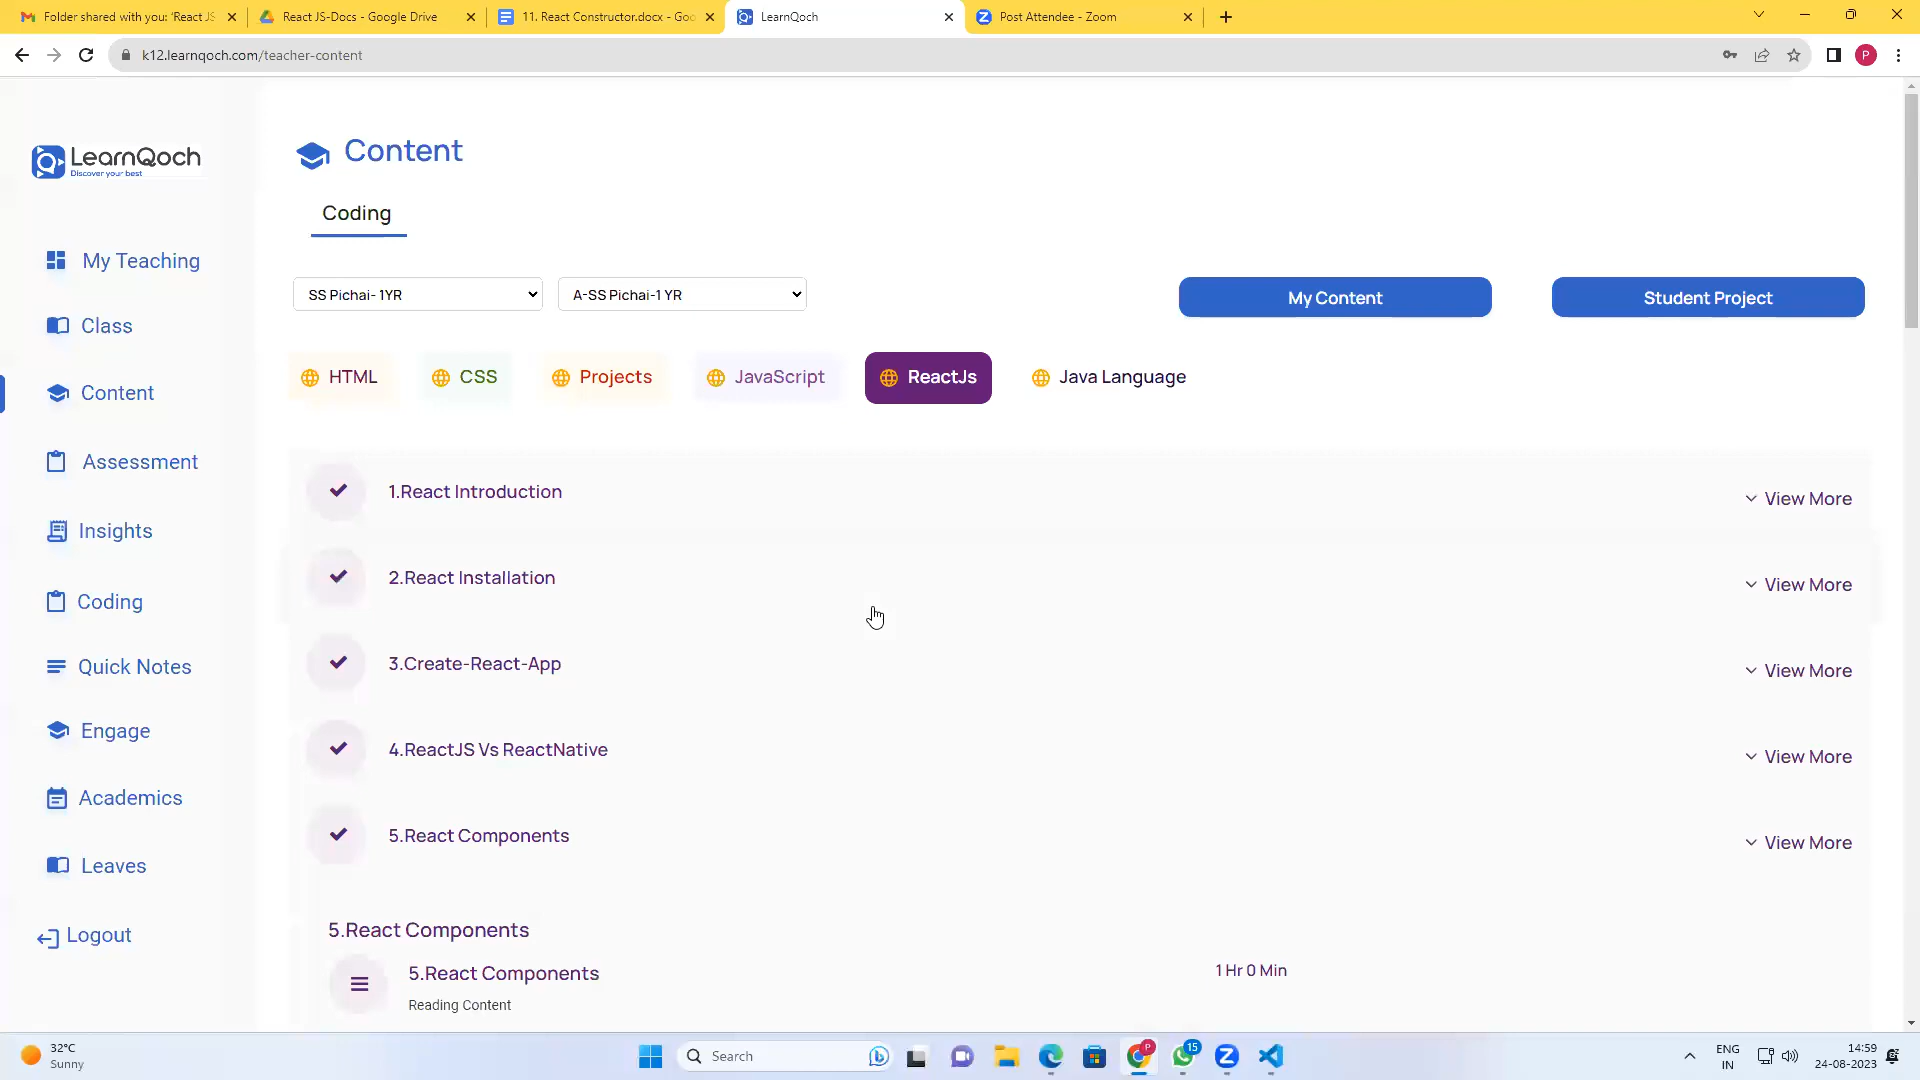 Folder shared with you: 'React JS
React JS-Docs - Google Drive
11. React Constructor.docx - Goo
LearnQoch
Post Attendee - Zoom
k12.learnqoch.com/teacher-content
P
LearnQoch
Discover your best
My Teaching
Class
Content
Assessment
Insights
Coding
Quick Notes
Engage
Academics
Leaves
Logout
Content
Coding
SS Pichai- 1YR
A-SS Pichai-1 YR
My Content
Student Project
HTML
CSS
Projects
JavaScript
ReactJs
Java Language
1.React Introduction
View More
2.React Installation
View More
3.Create-React-App
View More
4.ReactJS Vs ReactNative
View More
5.React Components
View More
5.React Components
5.React Components
1 Hr 0 Min
Reading Content
32°C
Sunny
Search
P
15
ENG
IN
14:59
24-08-2023